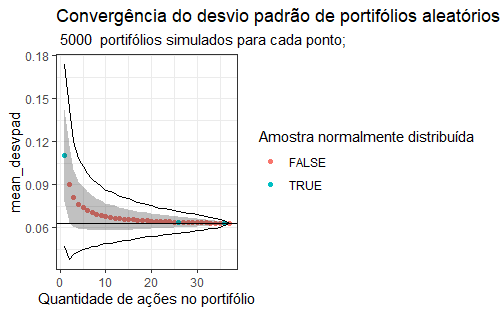 Convergência do desvio padrão de portifólios aleatórios
5000 portifólios simulados para cada ponto;
0.18
0.15
0.12
0.09
0.06
mean_desvpad
0
10
20
30
Quantidade de ações no portifólio
Amostra normalmente distribuída
FALSE
TRUE